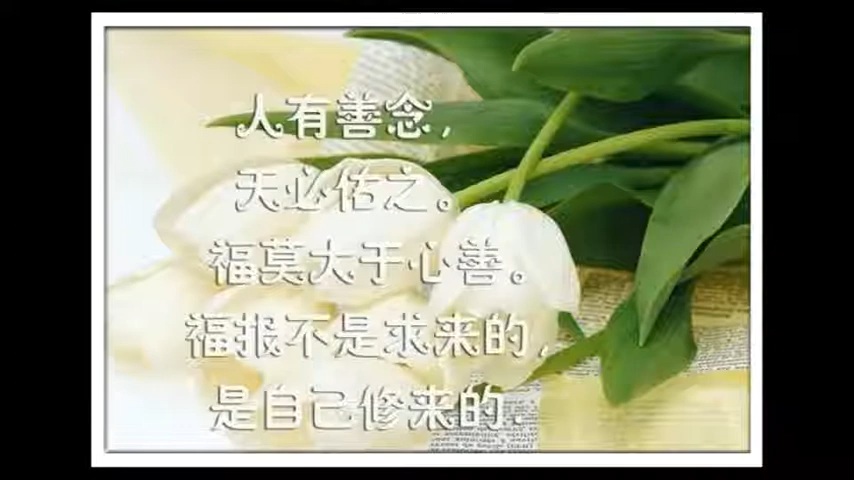 人有善念，
天必佑之。
福莫大于心善。
福报不是求来的，
是自己修来的。